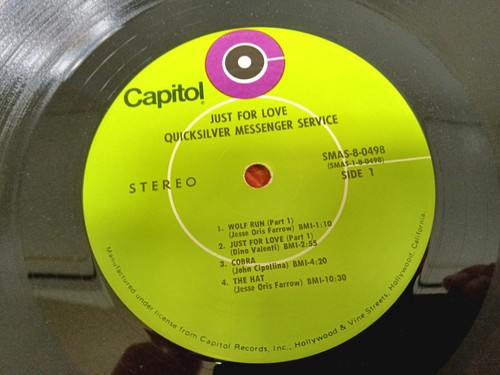 Capitol®
JUST FOR LOVE
QUICKSILVER MESSENGER SERVICE
STEREO
SMAS-8-0498
(SMAS-1-8-0498)
SIDE 1
1. WOLF RUN (Part 1)
(Jesse Oris Farrow) BMI-1:10
2. JUST FOR LOVE (Part 1)
(Dino Valenti) BMI-2:55
3. COBRA
(John Cipollina) BMI-4:20
4. THE HAT
(Jesse Oris Farrow) BMI-10:30
Manufactured under license from Capitol Records, Inc., Hollywood & Vine Streets, Hollywood, California.